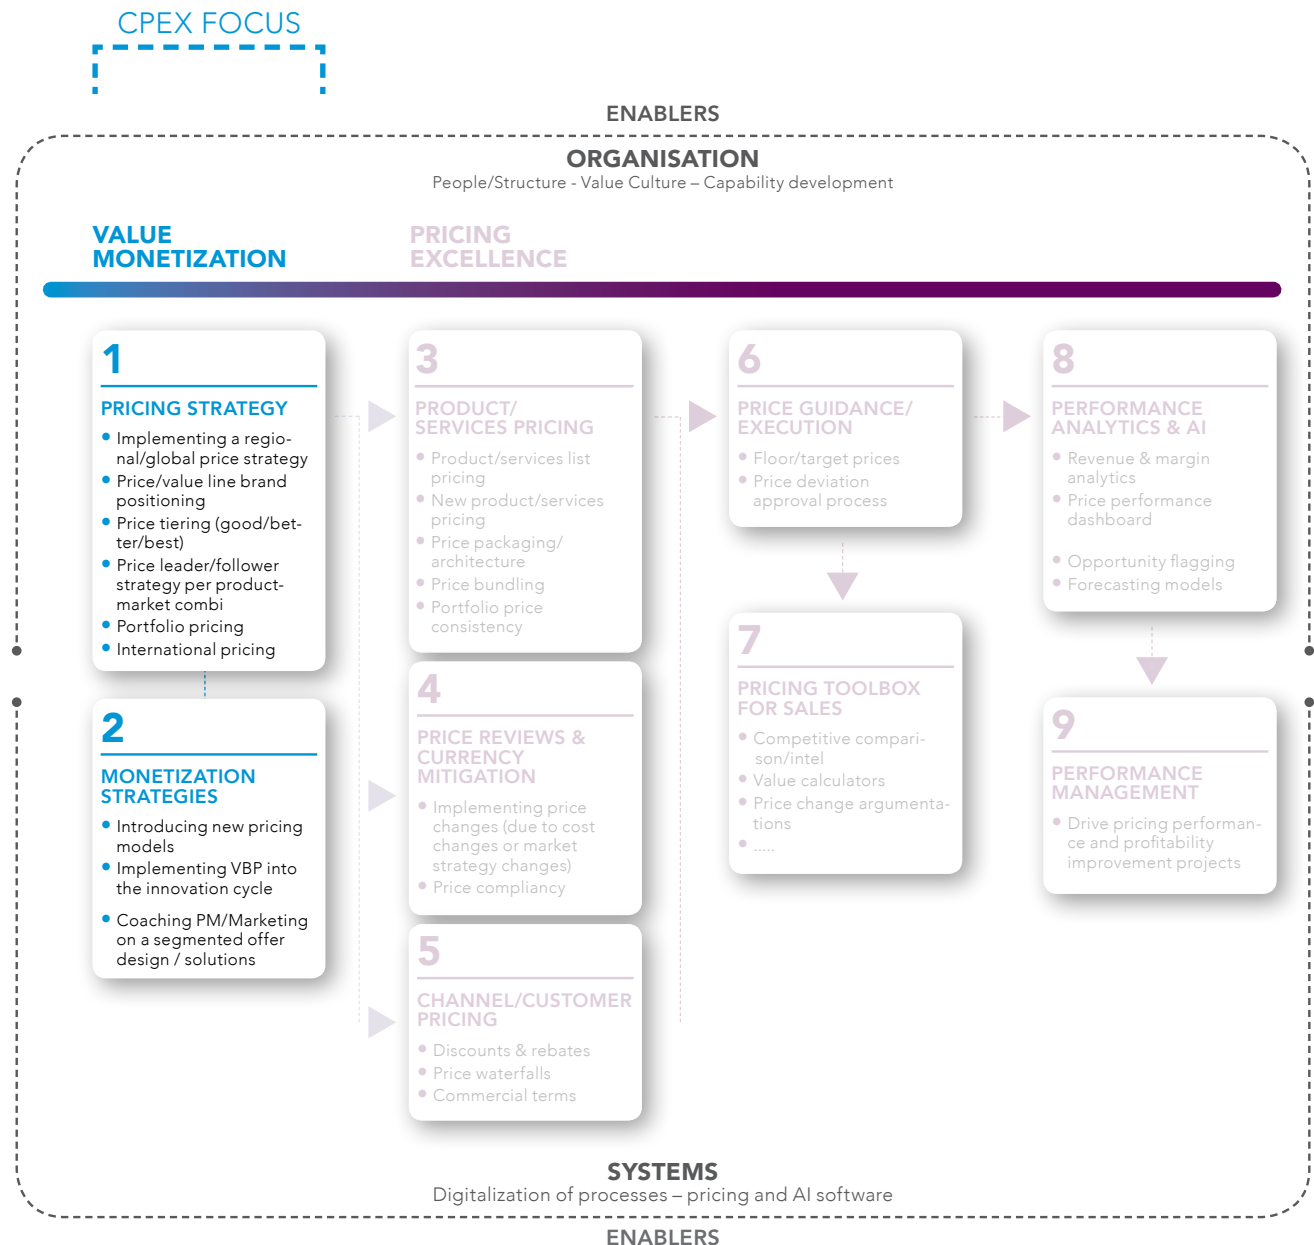 CPEX FOCUS
ENABLERS
ORGANISATION
People/Structure - Value Culture – Capability development
VALUE
MONETIZATION
PRICING
EXCELLENCE
1
PRICING STRATEGY
• Implementing a regio-
nal/global price strategy
• Price/value line brand
positioning
• Price tiering (good/bet-
ter/best)
• Price leader/follower
strategy per product-
market combi
• Portfolio pricing
• International pricing
2
MONETIZATION
STRATEGIES
• Introducing new pricing
models
• Implementing VBP into
the innovation cycle
• Coaching PM/Marketing
on a segmented offer
design / solutions
3
PRODUCT/
SERVICES PRICING
• Product/services list
pricing
• New product/services
pricing
• Price packaging/
architecture
• Price bundling
• Portfolio price
consistency
4
PRICE REVIEWS &
CURRENCY
MITIGATION
• Implementing price
changes (due to cost
changes or market
strategy changes)
• Price compliancy
5
CHANNEL/CUSTOMER
PRICING
• Discounts & rebates
• Price waterfalls
• Commercial terms
6
PRICE GUIDANCE/
EXECUTION
• Floor/target prices
• Price deviation
approval process
7
PRICING TOOLBOX
FOR SALES
• Competitive compari-
son/intel
• Value calculators
• Price change argumenta-
tions
• .....
8
PERFORMANCE
ANALYTICS & AI
• Revenue & margin
analytics
• Price performance
dashboard
• Opportunity flagging
• Forecasting models
9
PERFORMANCE
MANAGEMENT
• Drive pricing performan-
ce and profitability
improvement projects
SYSTEMS
Digitalization of processes – pricing and AI software
ENABLERS